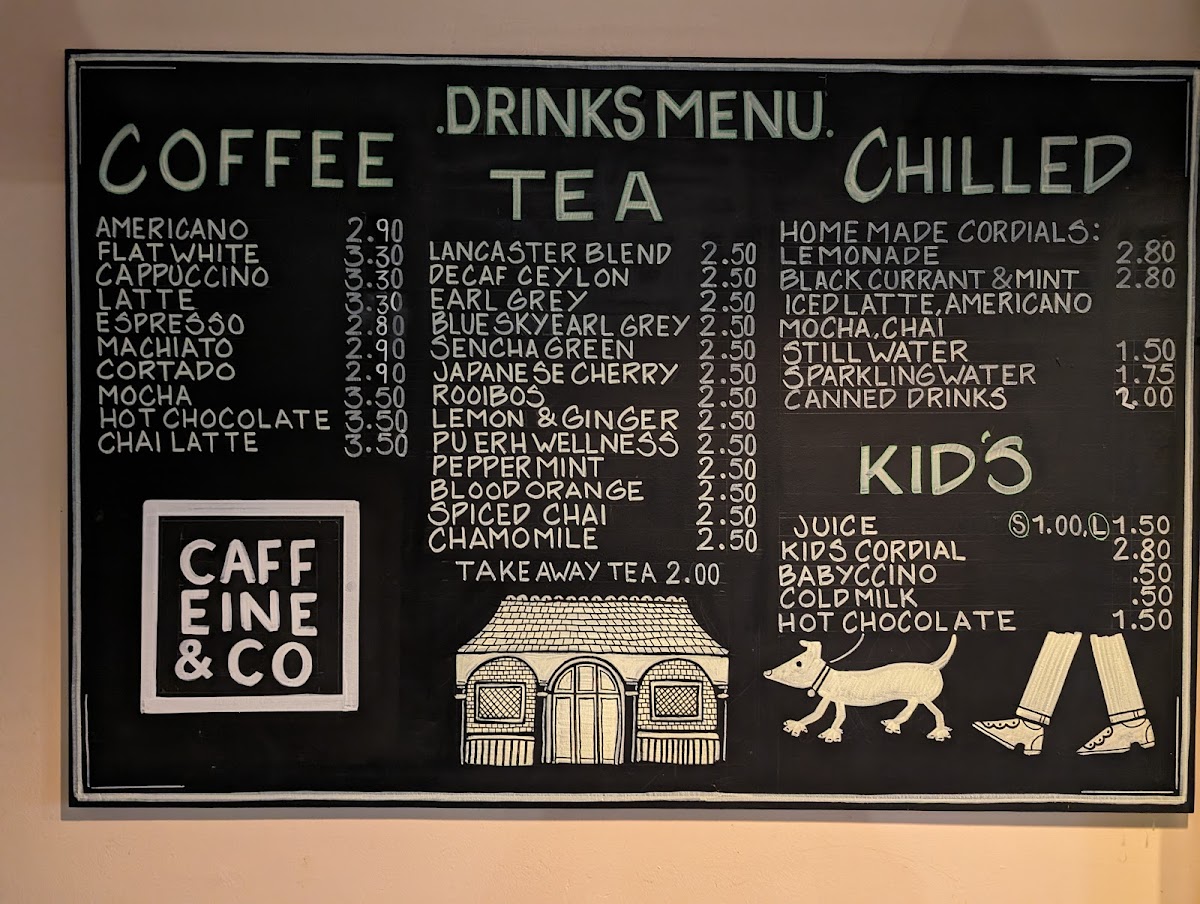 .DRINKS MENU.
COFFEE
AMERICANO 2.90
FLAT WHITE 3.30
CAPPUCCINO 3.30
LATTE 3.30
ESPRESSO 2.80
MACHIATO 2.90
CORTADO 2.90
MOCHA 3.50
HOT CHOCOLATE 3.50
CHAI LATTE 3.50
CAFF
EINE
& CO
TEA
LANCASTER BLEND 2.50
DECAF CEYLON 2.50
EARL GREY 2.50
BLUE SKY EARL GREY 2.50
SENCHA GREEN 2.50
JAPANESE CHERRY 2.50
ROOIBOS 2.50
LEMON & GINGER 2.50
PU ERH WELLNESS 2.50
PEPPERMINT 2.50
BLOOD ORANGE 2.50
SPICED CHAI 2.50
CHAMOMILE 2.50
TAKE AWAY TEA 2.00
CHILLED
HOME MADE CORDIALS:
LEMONADE 2.80
BLACK CURRANT & MINT 2.80
ICED LATTE, AMERICANO
MOCHA, CHAI
STILL WATER 1.50
SPARKLING WATER 1.75
CANNED DRINKS 2.00
KID'S
JUICE S 1.00, L 1.50
KIDS CORDIAL 2.80
BABYCCINO .50
COLD MILK .50
HOT CHOCOLATE 1.50